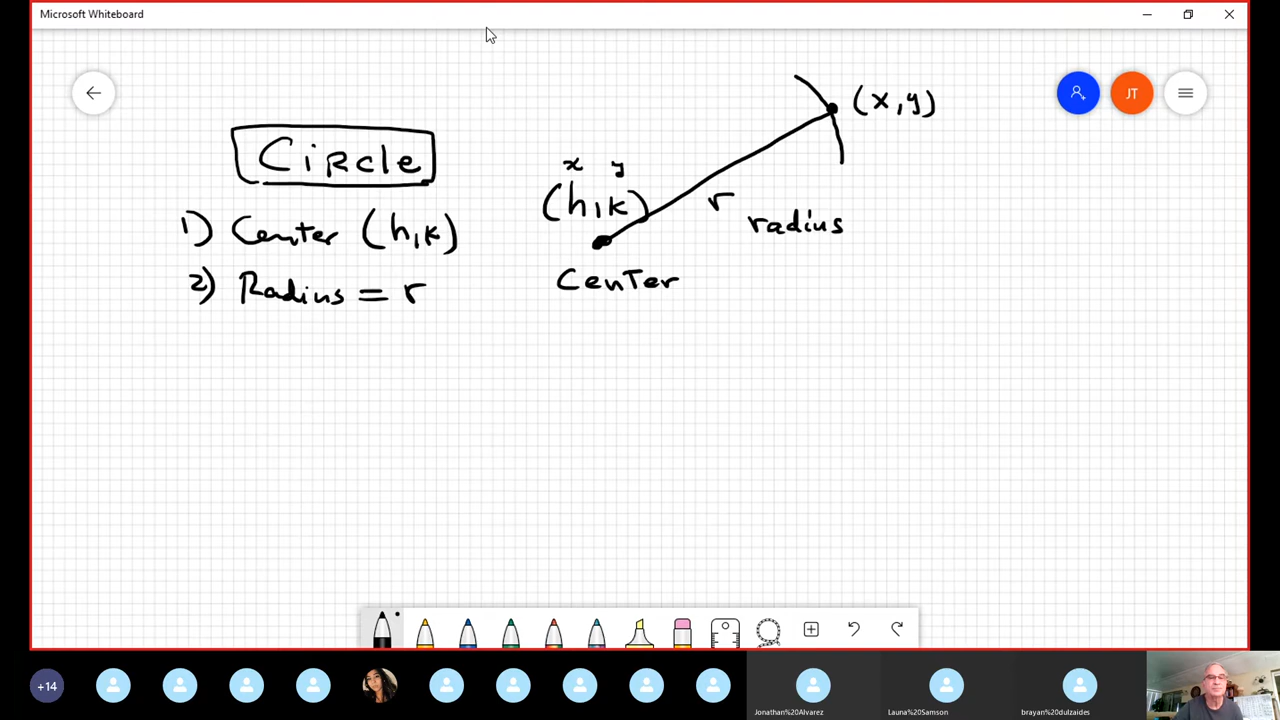 Microsoft Whiteboard
JT
(x,y)
Circle
x y
(h,k)
r
radius
1) Center (h,k)
2) Radius = r
Center
+14
Jonathan%20Alvarez
Launa%20Samson
brayan%20dulzaides